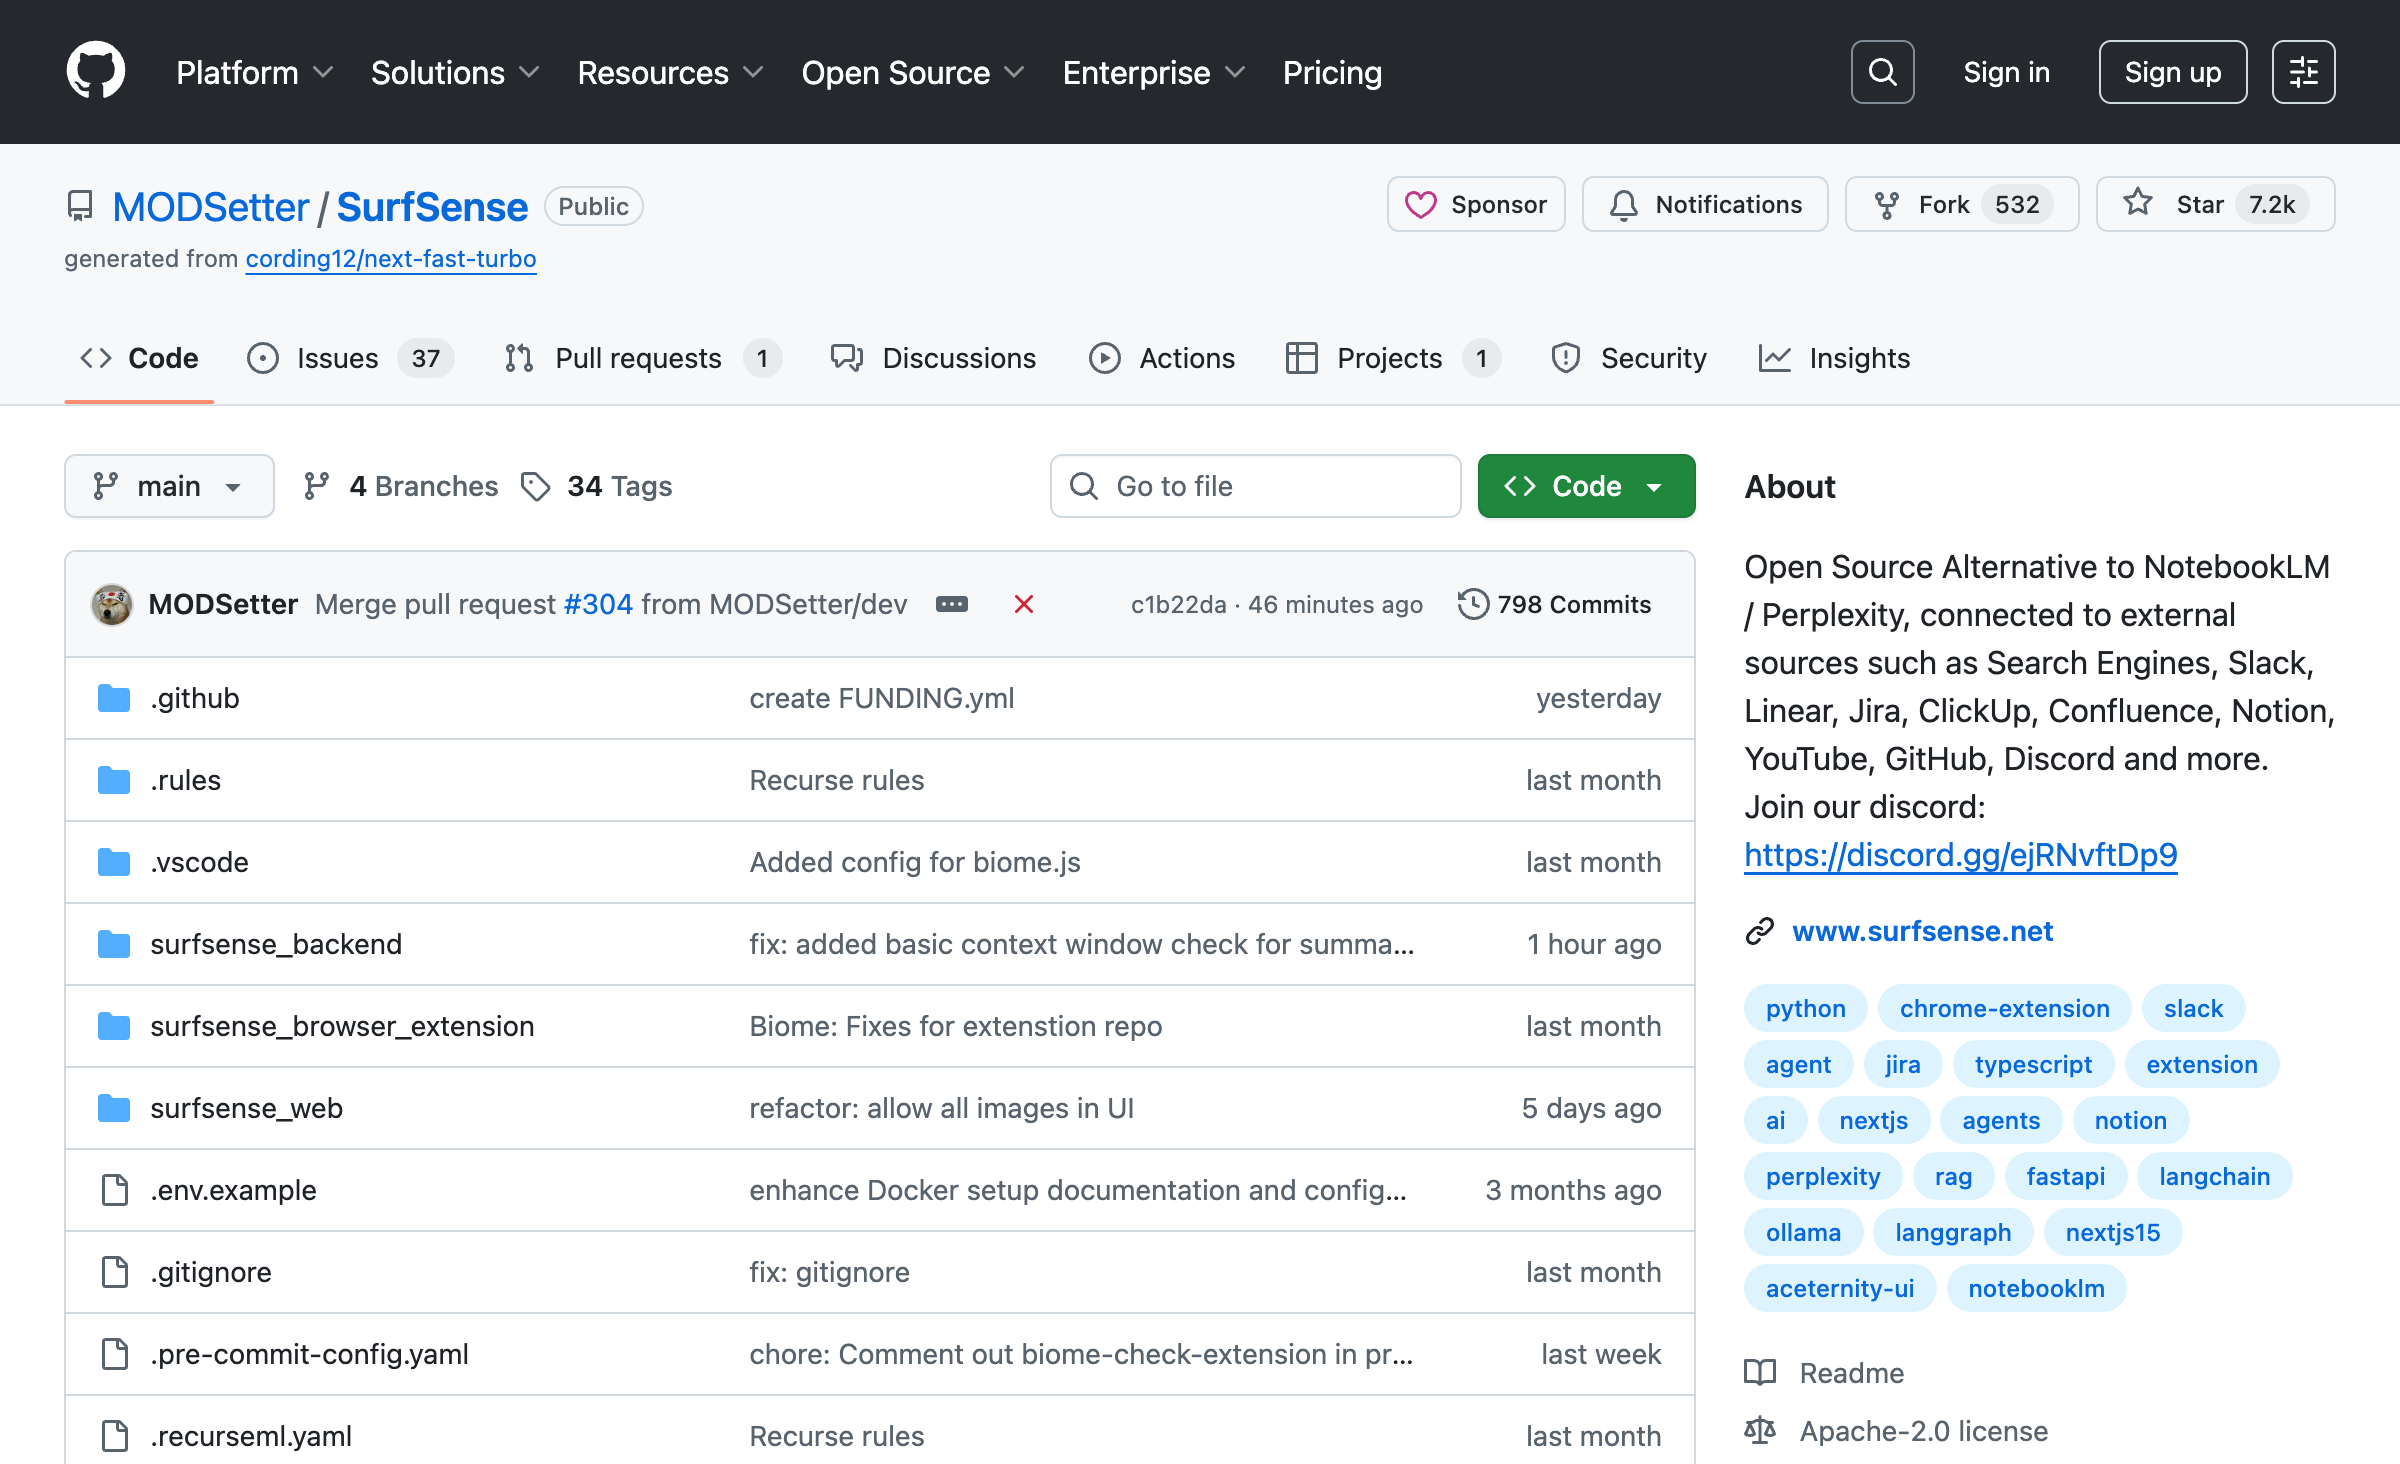 Platform Solutions Resources Open Source Enterprise Pricing Sign in Sign up
MODSetter / SurfSense Public Sponsor Notifications Fork 532 Star 7.2k
generated from cording12/next-fast-turbo
Code Issues 37 Pull requests 1 Discussions Actions Projects 1 Security Insights
main 4 Branches 34 Tags Go to file Code
MODSetter Merge pull request #304 from MODSetter/dev c1b22da · 46 minutes ago 798 Commits
.github create FUNDING.yml yesterday
.rules Recurse rules last month
.vscode Added config for biome.js last month
surfsense_backend fix: added basic context window check for summa... 1 hour ago
surfsense_browser_extension Biome: Fixes for extenstion repo last month
surfsense_web refactor: allow all images in UI 5 days ago
.env.example enhance Docker setup documentation and config... 3 months ago
.gitignore fix: gitignore last month
.pre-commit-config.yaml chore: Comment out biome-check-extension in pr... last week
.recurseml.yaml Recurse rules last month
About
Open Source Alternative to NotebookLM
/ Perplexity, connected to external
sources such as Search Engines, Slack,
Linear, Jira, ClickUp, Confluence, Notion,
YouTube, GitHub, Discord and more.
Join our discord:
https://discord.gg/ejRNvftDp9
www.surfsense.net
python chrome-extension slack
agent jira typescript extension
ai nextjs agents notion
perplexity rag fastapi langchain
ollama langgraph nextjs15
aceternity-ui notebooklm
Readme
Apache-2.0 license